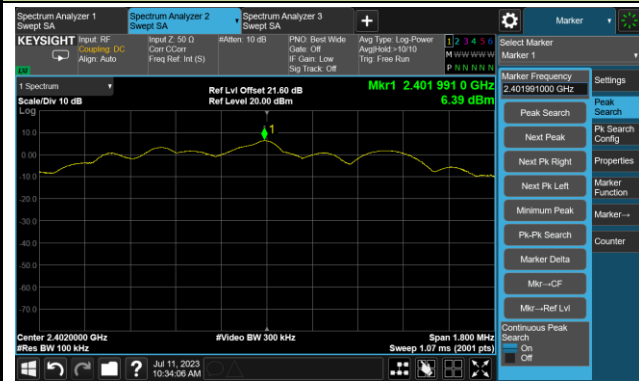 Spectrum Analyzer 1
Swept SA
Spectrum Analyzer 2
Swept SA
Spectrum Analyzer 3
Swept SA
+
Marker
KEYSIGHT
Input: RF
Coupling: DC
Align: Auto
Input Z: 50 Ω
Corr CCorr
Freq Ref: Int (S)
#Atten: 10 dB
PNO: Best Wide
Gate: Off
IF Gain: Low
Sig Track: Off
Avg Type: Log-Power
Avg|Hold:>10/10
Trig: Free Run
1 2 3 4 5 6
M W W W W W
P N N N N N
LXI
Select Marker
Marker 1
1 Spectrum
Scale/Div 10 dB
Log
Ref Lvl Offset 21.60 dB
Ref Level 20.00 dBm
Mkr1 2.401 991 0 GHz
6.39 dBm
1
10.0
0.00
-10.0
-20.0
-30.0
-40.0
-50.0
-60.0
-70.0
Center 2.4020000 GHz
#Res BW 100 kHz
#Video BW 300 kHz
Span 1.800 MHz
Sweep 1.07 ms (2001 pts)
Marker Frequency
2.401991000 GHz
Peak Search
Next Peak
Next Pk Right
Next Pk Left
Minimum Peak
Pk-Pk Search
Marker Delta
Mkr→CF
Mkr→Ref Lvl
Continuous Peak
Search
On
Off
Settings
Peak
Search
Pk Search
Config
Properties
Marker
Function
Marker→
Counter
?
Jul 11, 2023
10:34:06 AM